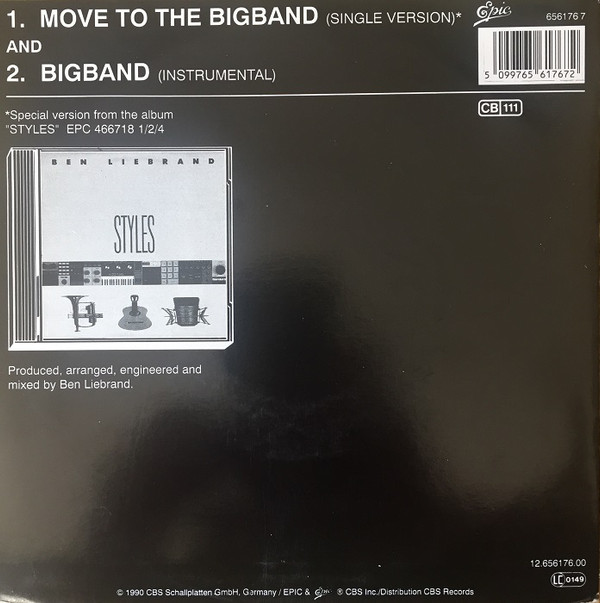 1. MOVE TO THE BIGBAND (SINGLE VERSION)*
AND
2. BIGBAND (INSTRUMENTAL)
Epic
656176 7
5 099765 617672
CB 111
*Special version from the album
"STYLES" EPC 466718 1/2/4
BEN LIEBRAND
STYLES
Produced, arranged, engineered and
mixed by Ben Liebrand.
12.656176.00
LC 0149
© 1990 CBS Schallplatten GmbH, Germany / EPIC & Epic ® CBS Inc./Distribution CBS Records